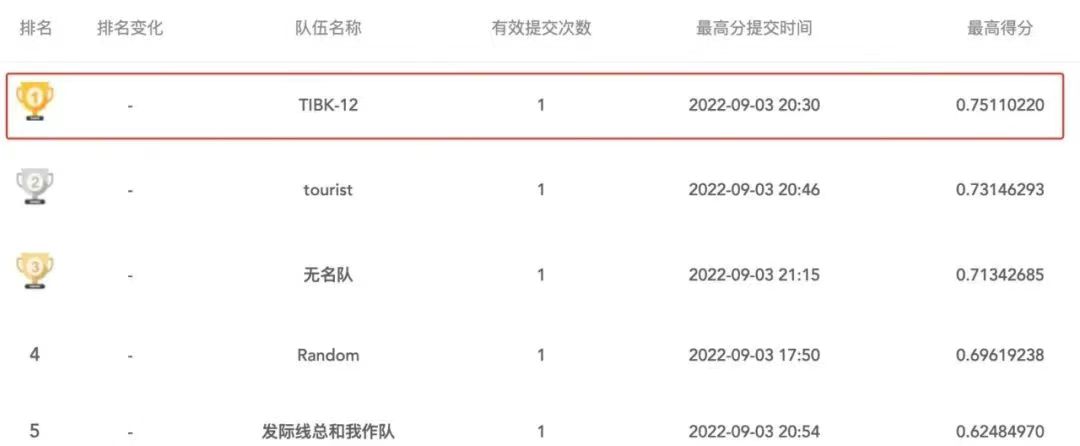 排名 排名变化 队伍名称 有效提交次数 最高分提交时间 最高得分
1 - TIBK-12 1 2022-09-03 20:30 0.75110220
2 - tourist 1 2022-09-03 20:46 0.73146293
3 - 无名队 1 2022-09-03 21:15 0.71342685
4 - Random 1 2022-09-03 17:50 0.69619238
5 - 发际线总和我作队 1 2022-09-03 20:54 0.62484970